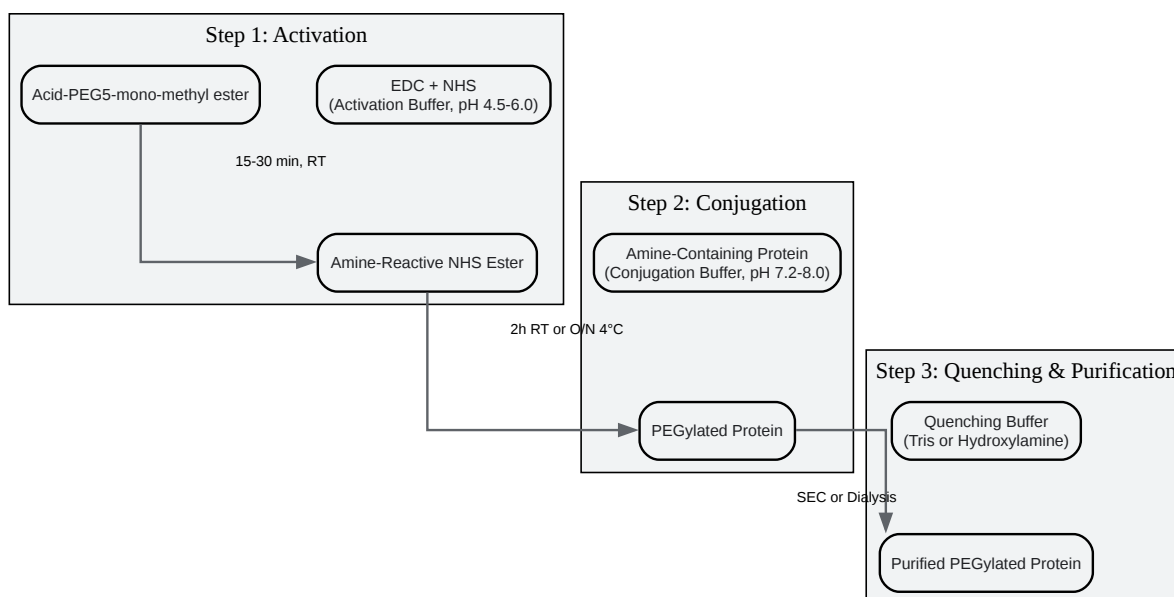 Step 1: Activation
Acid-PEG5-mono-methyl ester
EDC + NHS
(Activation Buffer, pH 4.5-6.0)
15-30 min, RT
Amine-Reactive NHS Ester
Step 2: Conjugation
Amine-Containing Protein
(Conjugation Buffer, pH 7.2-8.0)
2h RT or O/N 4°C
PEGylated Protein
Step 3: Quenching & Purification
Quenching Buffer
(Tris or Hydroxylamine)
SEC or Dialysis
Purified PEGylated Protein